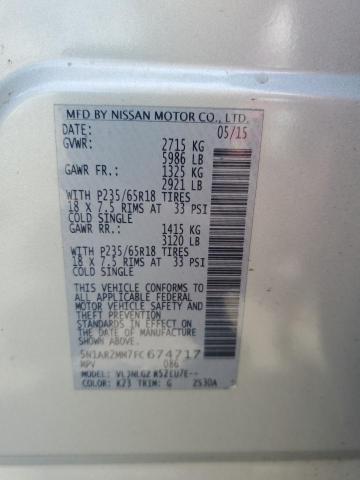 MFD BY NISSAN MOTOR CO., LTD.
DATE: 05/15
GVWR: 2715 KG
5986 LB
GAWR FR.: 1325 KG
2921 LB
WITH P235/65R18 TIRES
18 X 7.5 RIMS AT 33 PSI
COLD SINGLE
GAWR RR.: 1415 KG
3120 LB
WITH P235/65R18 TIRES
18 X 7.5 RIMS AT 33 PSI
COLD SINGLE
THIS VEHICLE CONFORMS TO
ALL APPLICABLE FEDERAL
MOTOR VEHICLE SAFETY AND
THEFT PREVENTION
STANDARDS IN EFFECT ON
THE DATE OF MANUFACTURE
SHOWN ABOVE.
5N1AR2MM7FC674717
MPV 086
MODEL:
COLOR: K23 TRIM: G 2530A